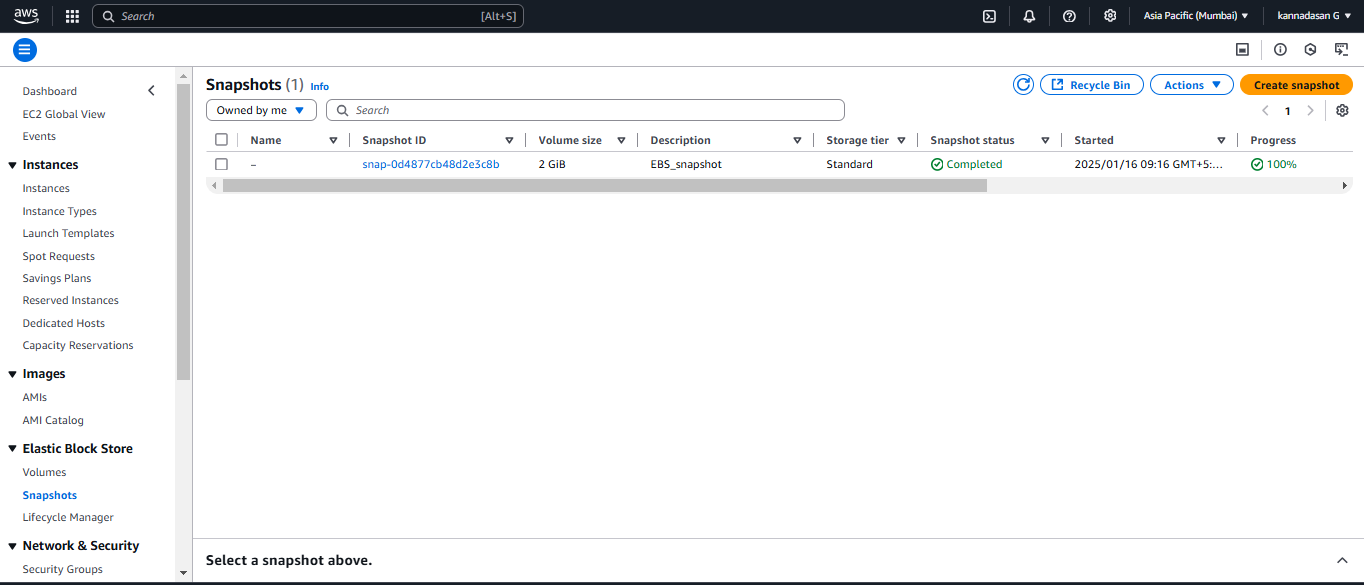 aws Search [Alt+S] Asia Pacific (Mumbai) kannadasan G
Dashboard
EC2 Global View
Events
Instances
Instances
Instance Types
Launch Templates
Spot Requests
Savings Plans
Reserved Instances
Dedicated Hosts
Capacity Reservations
Images
AMIs
AMI Catalog
Elastic Block Store
Volumes
Snapshots
Lifecycle Manager
Network & Security
Security Groups
Snapshots (1) Info Recycle Bin Actions Create snapshot
Owned by me Search 1
Name Snapshot ID Volume size Description Storage tier Snapshot status Started Progress
– snap-0d4877cb48d2e3c8b 2 GiB EBS_snapshot Standard Completed 2025/01/16 09:16 GMT+5:... 100%
Select a snapshot above.